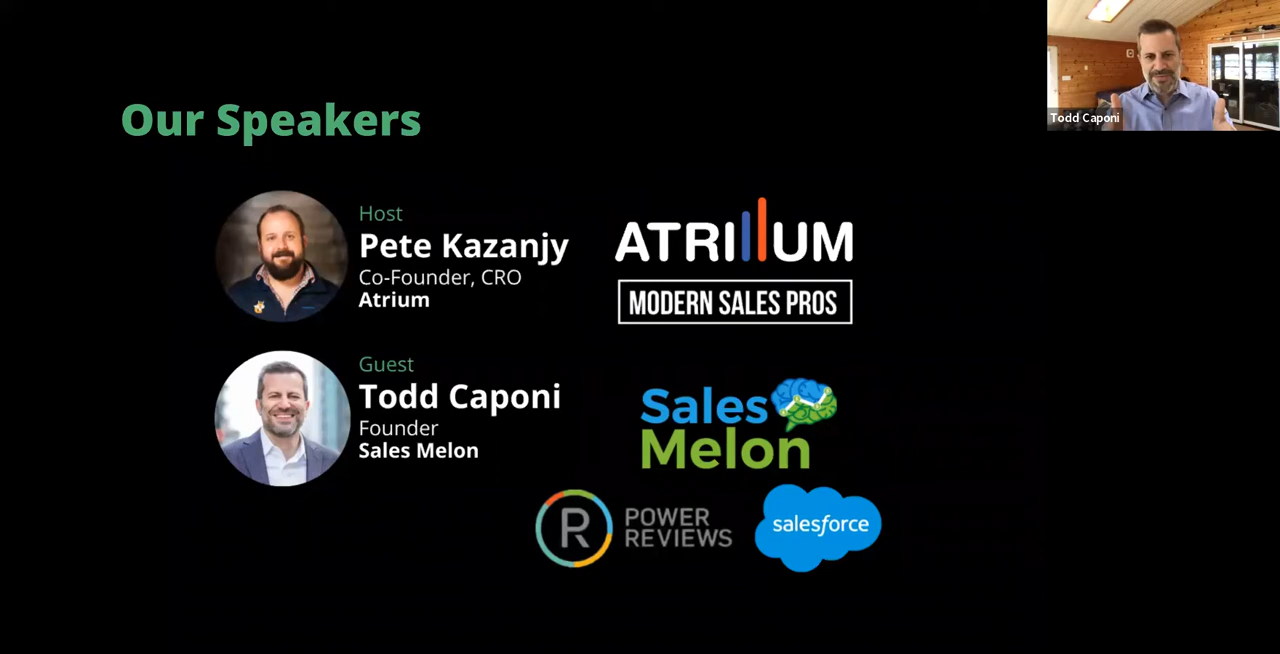 Our Speakers
Todd Caponi
Host
Pete Kazanjy
Co-Founder, CRO
Atrium
ATRIUM
MODERN SALES PROS
Guest
Todd Caponi
Founder
Sales Melon
Sales
Melon
R POWER
REVIEWS
salesforce